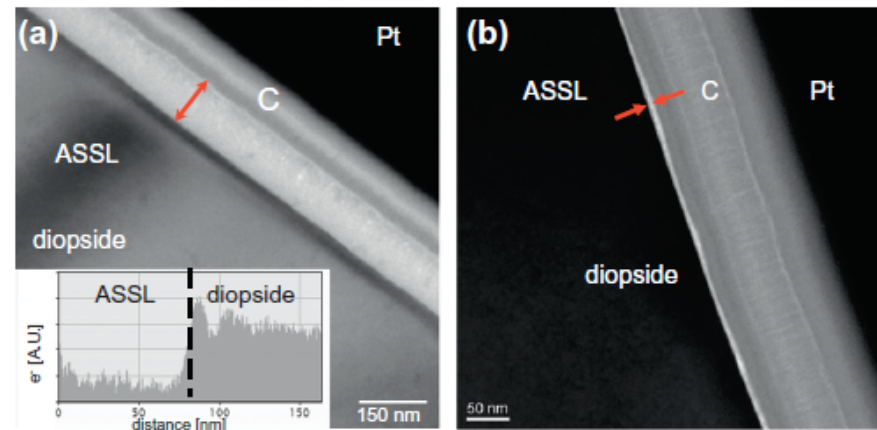 (a)
Pt
C
ASSL
diopside
ASSL
diopside
e⁻ [A.U.]
0
50
100
150
distance [nm]
150 nm
(b)
ASSL
C
Pt
diopside
50 nm